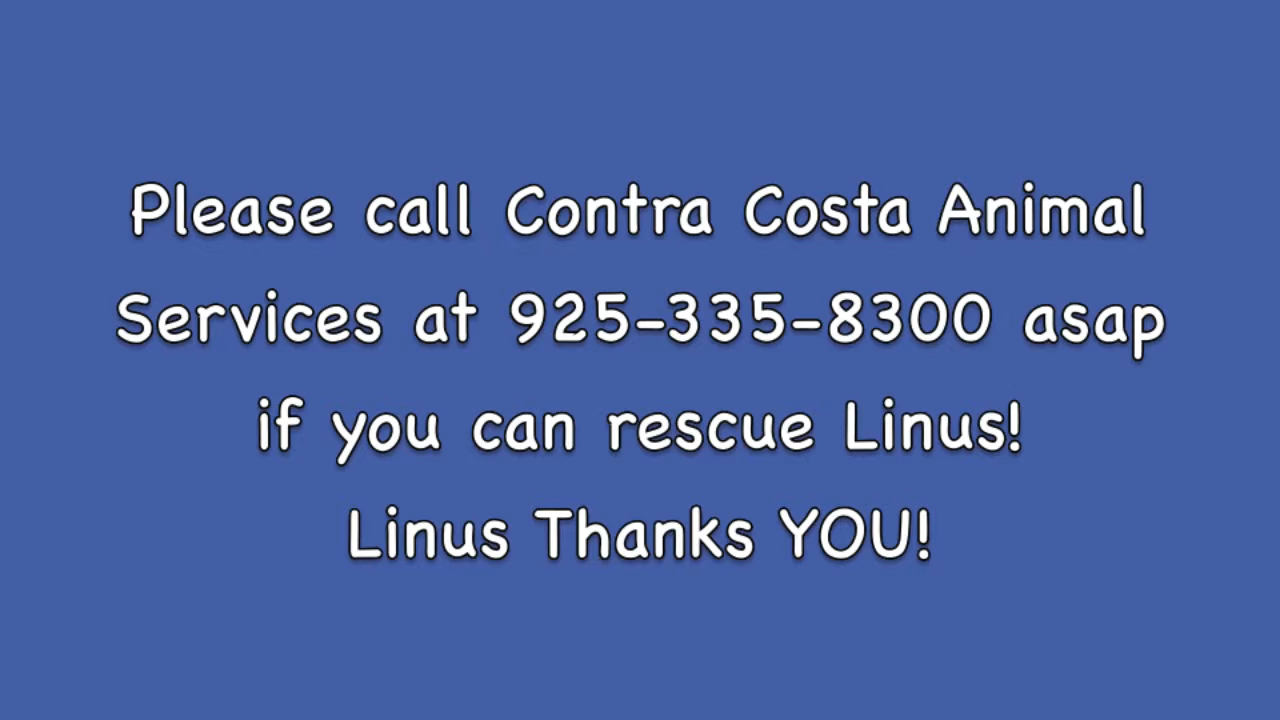 Please call Contra Costa Animal
Services at 925-335-8300 asap
if you can rescue Linus!
Linus Thanks YOU!